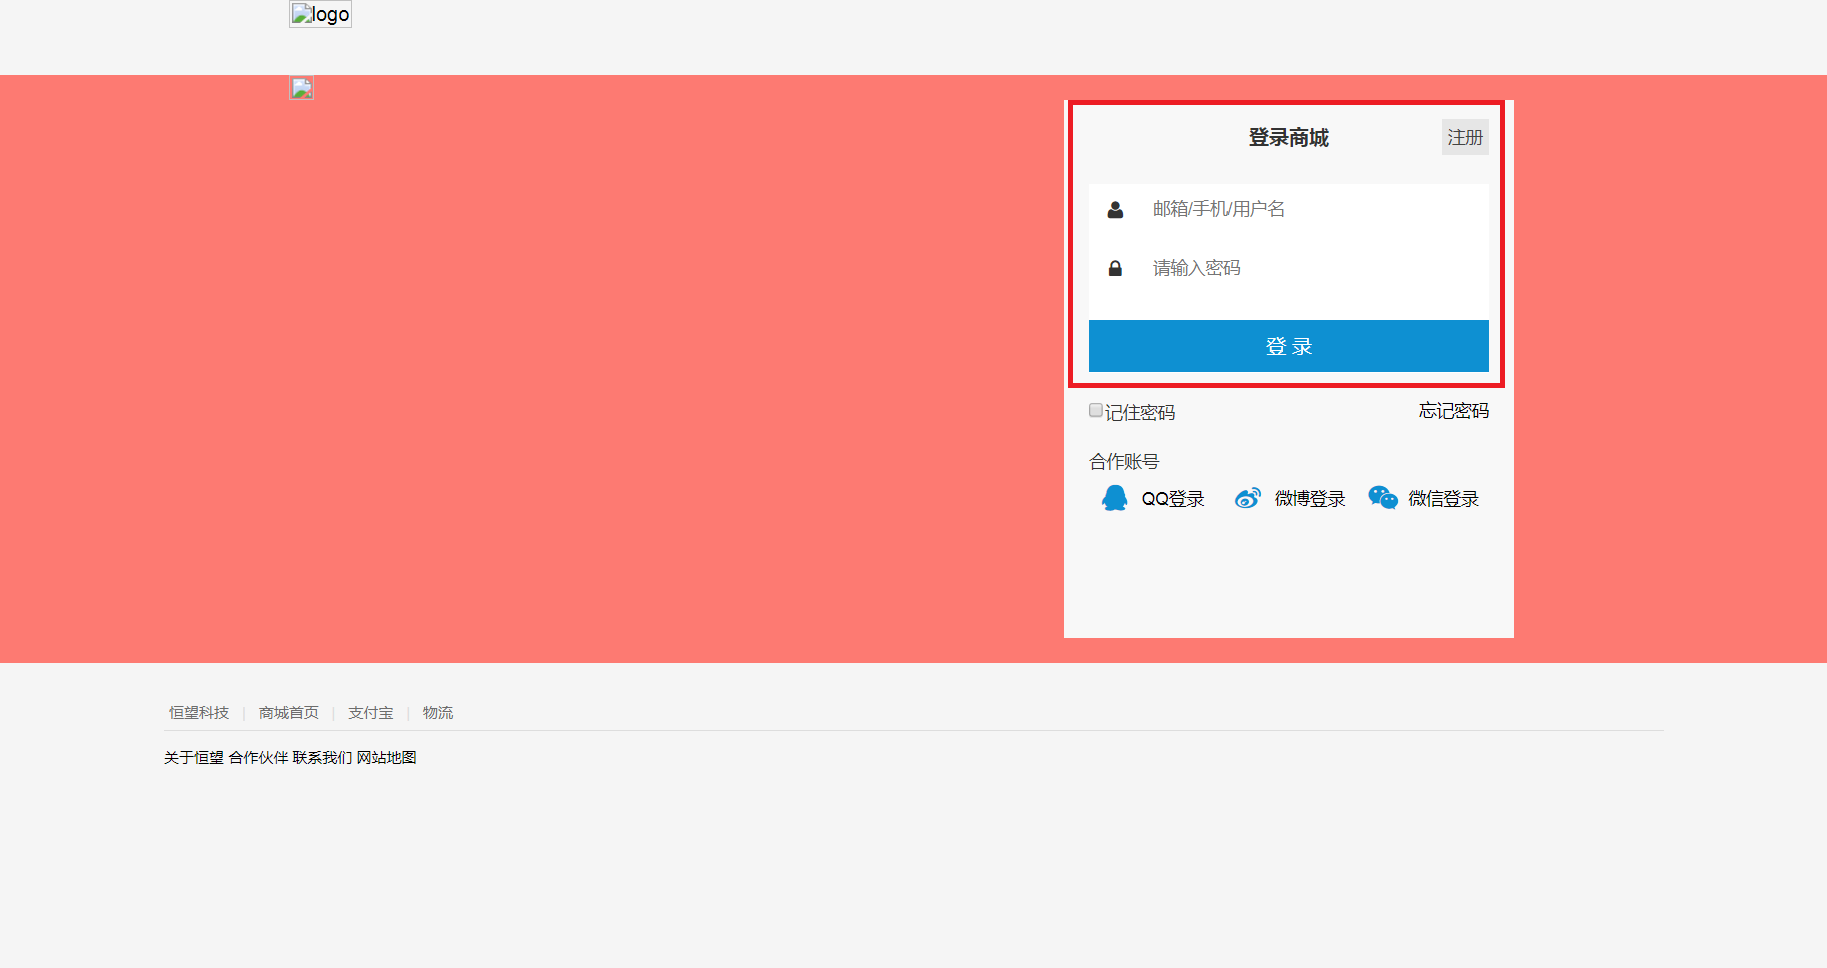 logo
登录商城 注册
邮箱/手机/用户名
请输入密码
登 录
记住密码 忘记密码
合作账号
QQ登录 微博登录 微信登录
恒望科技 | 商城首页 | 支付宝 | 物流
关于恒望 合作伙伴 联系我们 网站地图